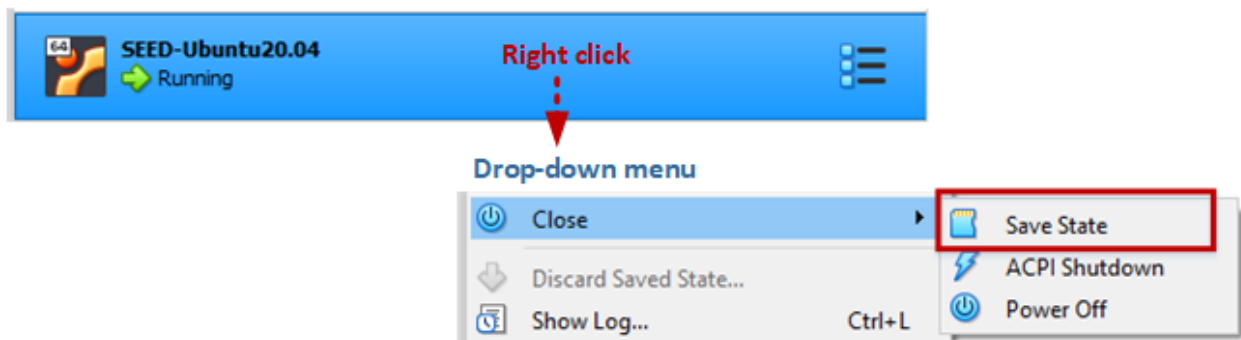 64
SEED-Ubuntu20.04
Running
Right click
Drop-down menu
Close
Save State
ACPI Shutdown
Discard Saved State...
Power Off
Show Log... Ctrl+L